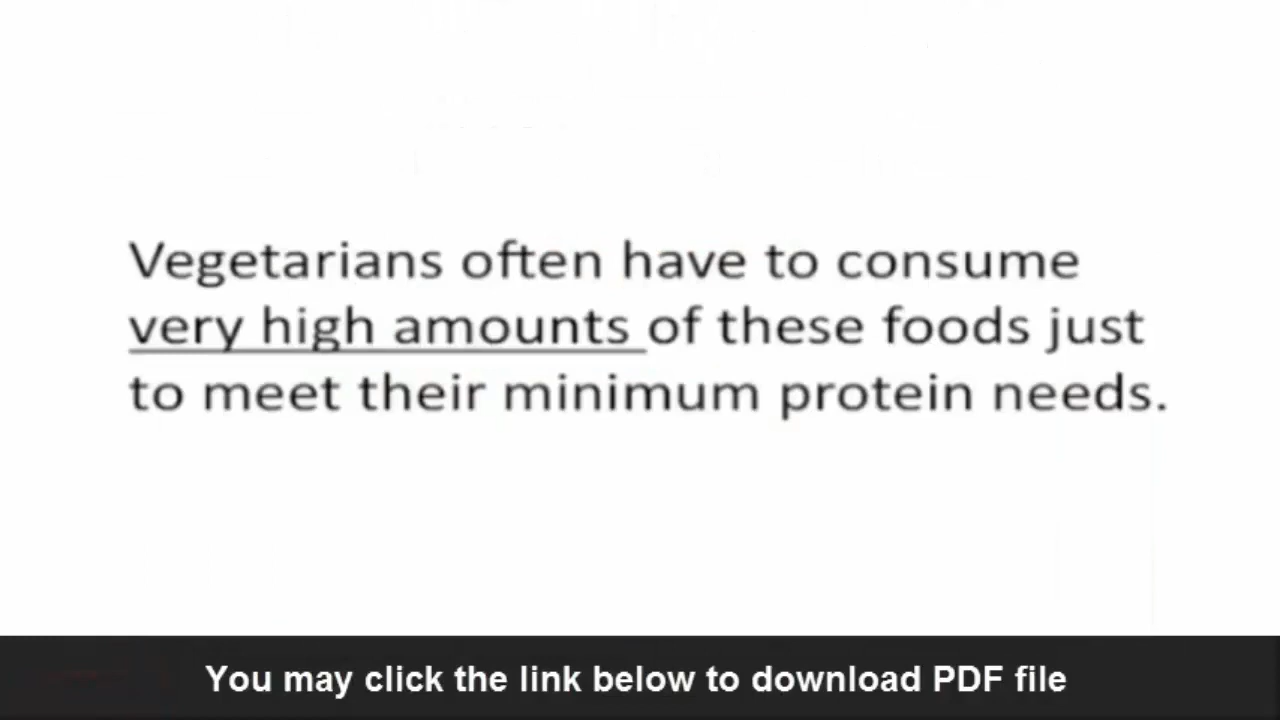 Vegetarians often have to consume
very high amounts of these foods just
to meet their minimum protein needs.
You may click the link below to download PDF file